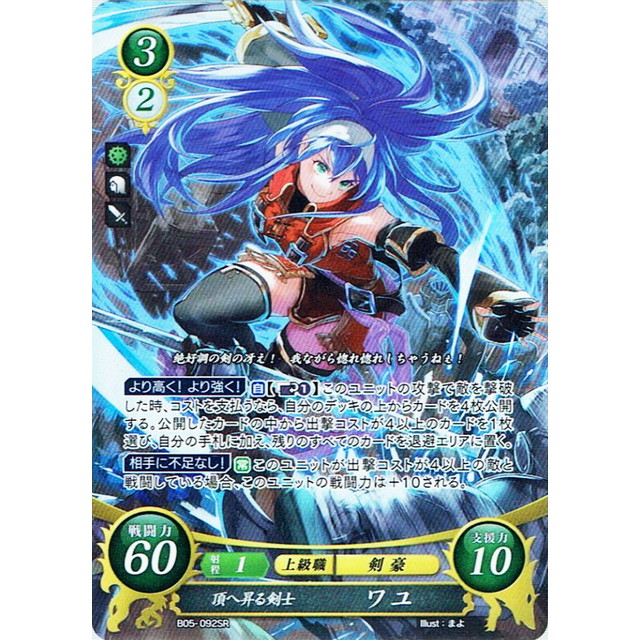 3
2
絶好調の剣の冴え！ 我ながら惚れ惚れしちゃうねぇ！
より高く！より強く！ 自【1】このユニットの攻撃で敵を撃破
した時、コストを支払うなら、自分のデッキの上からカードを4枚公開
する。公開したカードの中から出撃コストが4以上のカードを1枚
選び、自分の手札に加え、残りのすべてのカードを退避エリアに置く。
相手に不足なし！ 常 このユニットが出撃コストが4以上の敵と
戦闘している場合、このユニットの戦闘力は+10される。
戦闘力
60
射程 1 上級職 剣豪
支援力
10
頂へ昇る剣士 ワユ
B05-092SR Illust：まよ